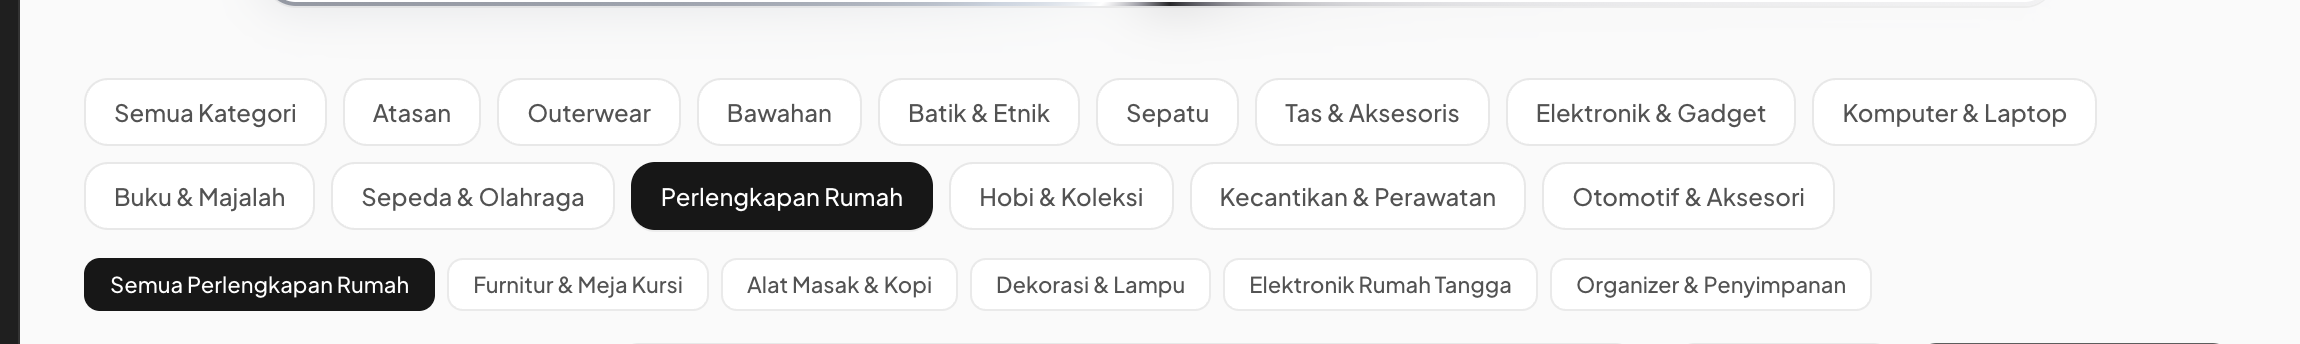 Semua Kategori Atasan Outerwear Bawahan Batik & Etnik Sepatu Tas & Aksesoris Elektronik & Gadget Komputer & Laptop
Buku & Majalah Sepeda & Olahraga Perlengkapan Rumah Hobi & Koleksi Kecantikan & Perawatan Otomotif & Aksesori
Semua Perlengkapan Rumah Furnitur & Meja Kursi Alat Masak & Kopi Dekorasi & Lampu Elektronik Rumah Tangga Organizer & Penyimpanan